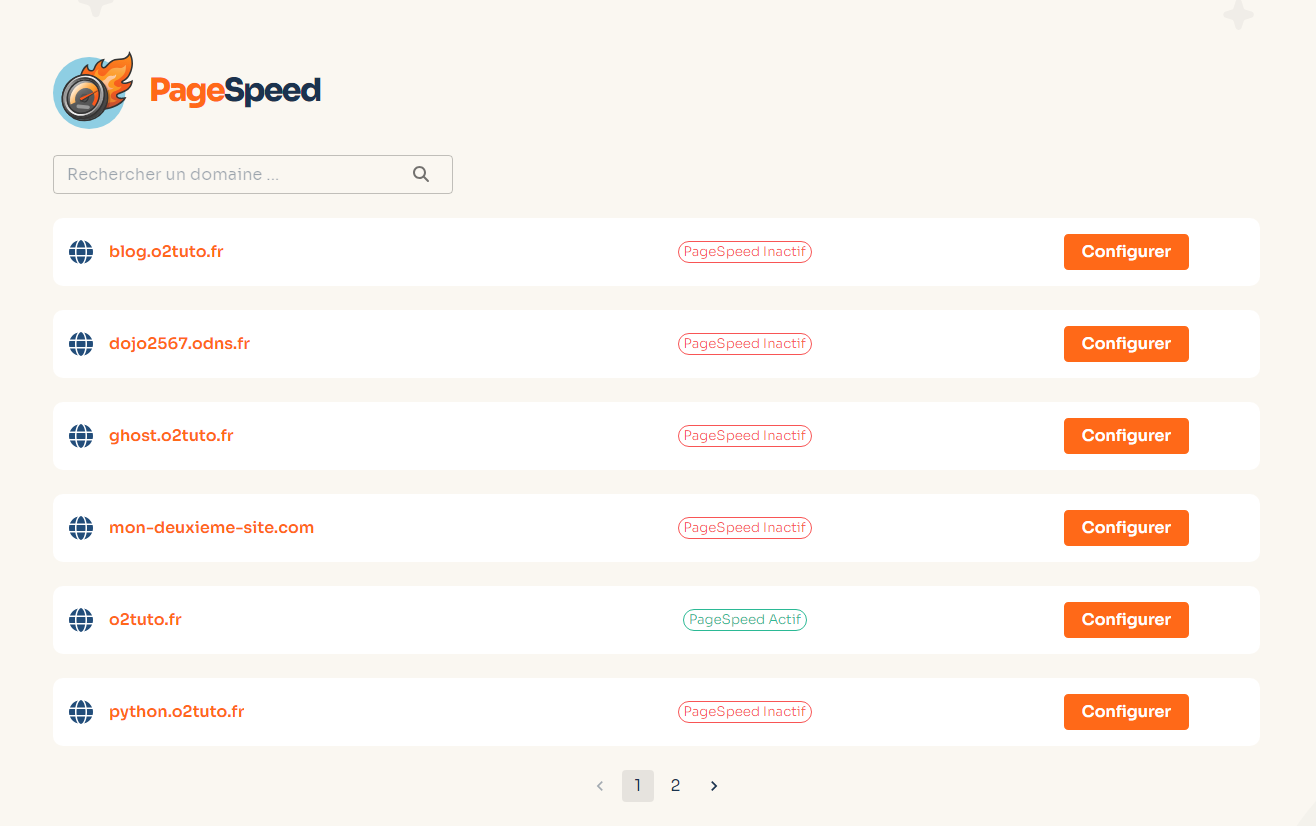 PageSpeed
Rechercher un domaine ...
blog.o2tuto.fr PageSpeed Inactif Configurer
dojo2567.odns.fr PageSpeed Inactif Configurer
ghost.o2tuto.fr PageSpeed Inactif Configurer
mon-deuxieme-site.com PageSpeed Inactif Configurer
o2tuto.fr PageSpeed Actif Configurer
python.o2tuto.fr PageSpeed Inactif Configurer
1 2